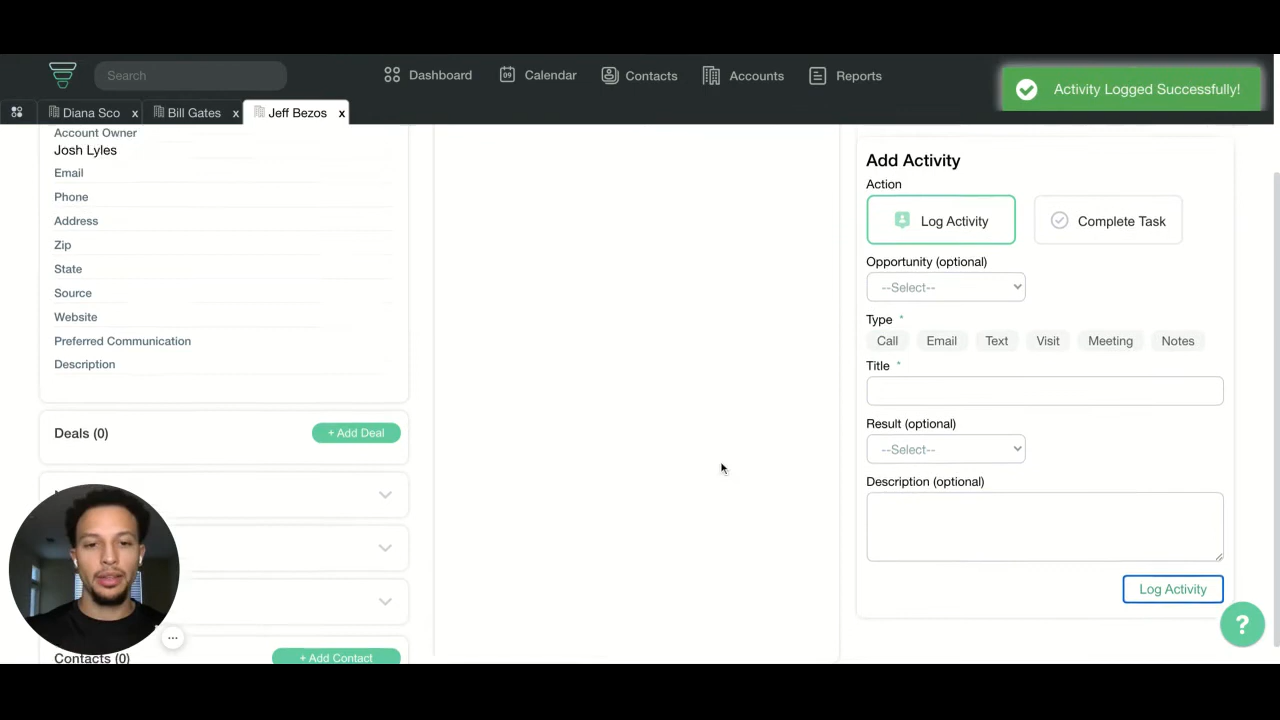 Search
Dashboard
09
Calendar
Contacts
Accounts
Reports
Activity Logged Successfully!
Diana Sco x
Bill Gates x
Jeff Bezos x
Account Owner
Josh Lyles
Email
Phone
Address
Zip
State
Source
Website
Preferred Communication
Description
Deals (0)
+ Add Deal
Contacts (0)
+ Add Contact
Add Activity
Action
Log Activity
Complete Task
Opportunity (optional)
--Select--
Type *
Call Email Text Visit Meeting Notes
Title *
Result (optional)
--Select--
Description (optional)
Log Activity
?